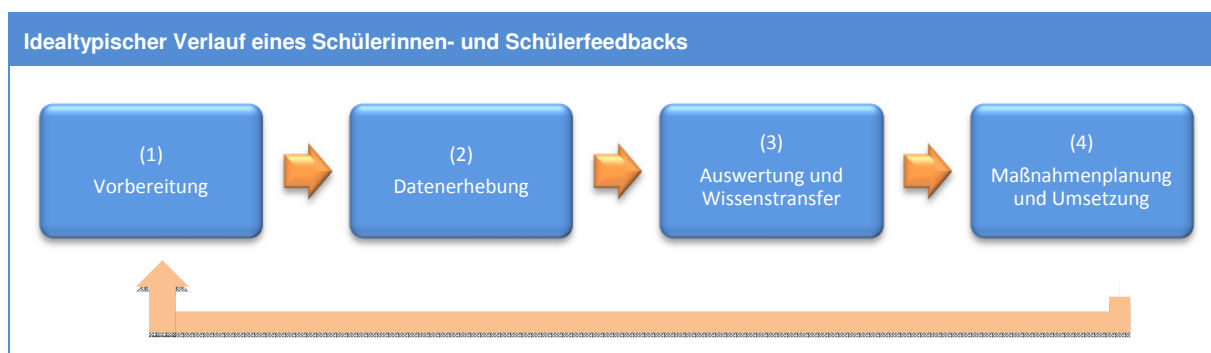 Idealtypischer Verlauf eines Schülerinnen- und Schülerfeedbacks
(1)
Vorbereitung
(2)
Datenerhebung
(3)
Auswertung und
Wissenstransfer
(4)
Maßnahmenplanung
und Umsetzung